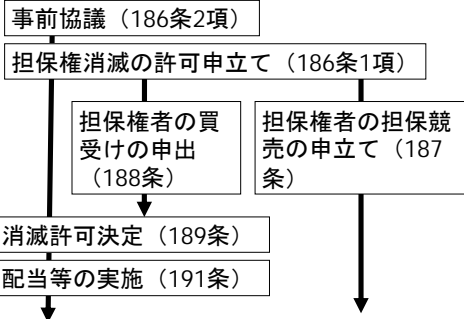 事前協議（186条2項）
担保権消滅の許可申立て（186条1項）
担保権者の買
受けの申出
（188条）
担保権者の担保競
売の申立て（187
条）
消滅許可決定（189条）
配当等の実施（191条）